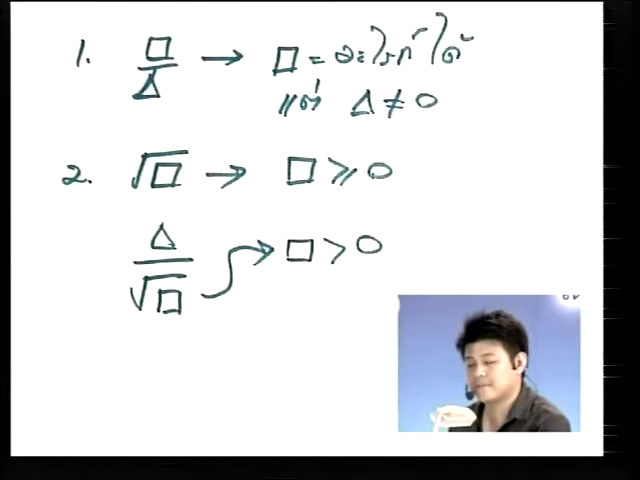 1. □/△ → □ = อะไรก็ได้
แต่ △ ≠ 0
2. √□ → □ ≥ 0
△/√□ → □ > 0